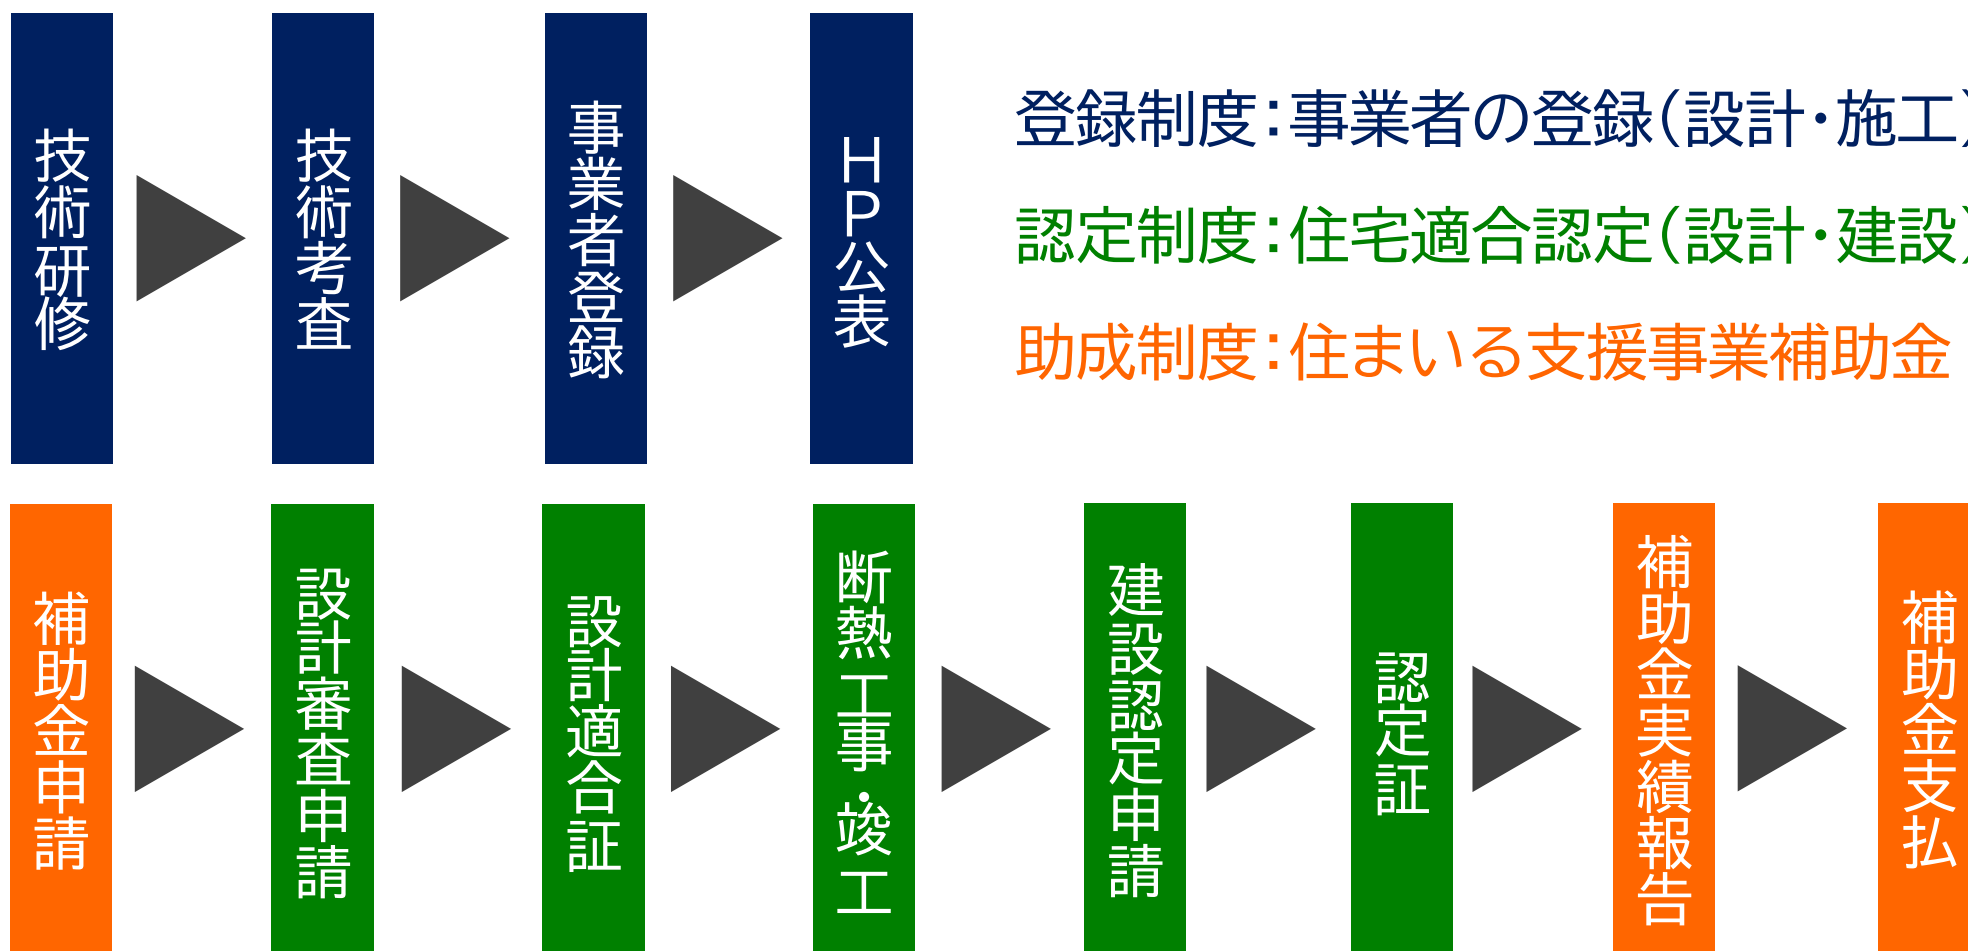 技術研修
技術考査
事業者登録
HP公表
登録制度：事業者の登録（設計・施工）
認定制度：住宅適合認定（設計・建設）
助成制度：住まいる支援事業補助金
補助金申請
設計審査申請
設計適合証
断熱工事・竣工
建設認定申請
認定証
補助金実績報告
補助金支払